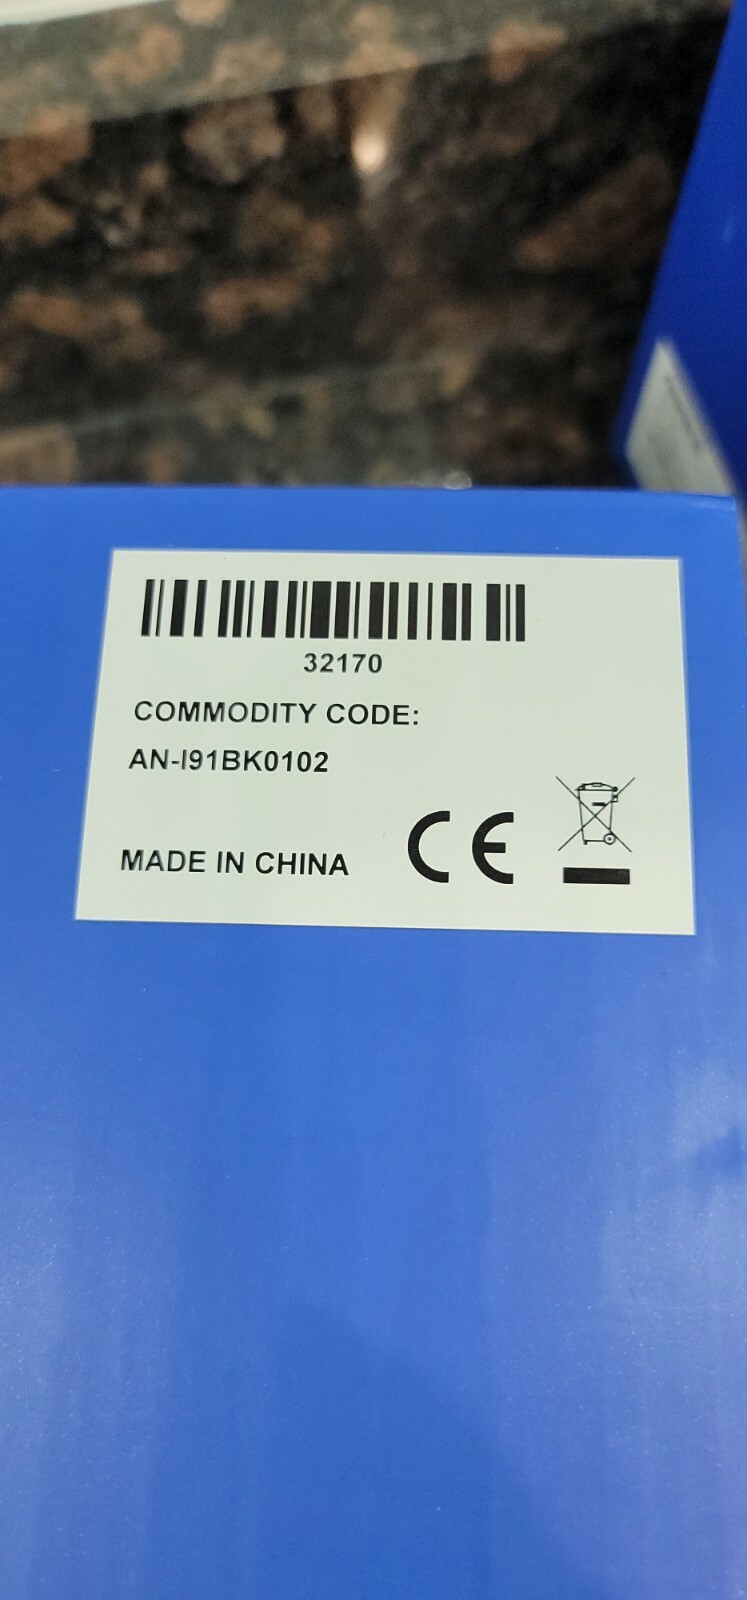 32170
COMMODITY CODE:
AN-I91BK0102
MADE IN CHINA
CE